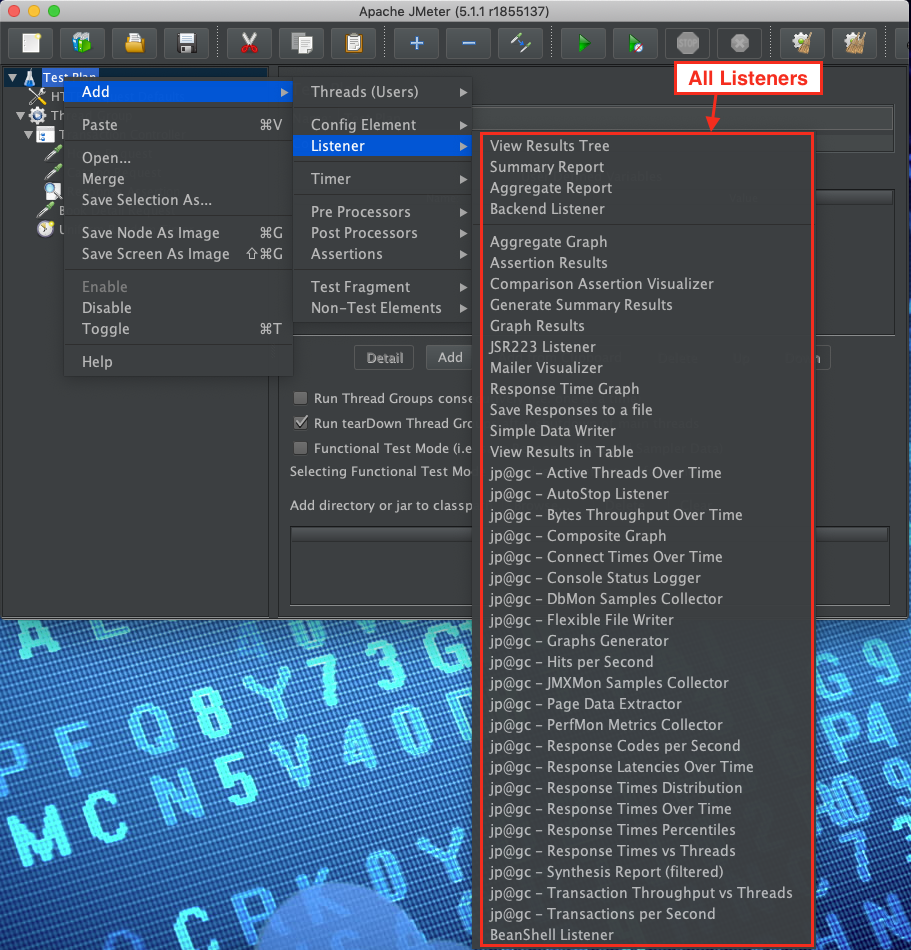 Apache JMeter (5.1.1 r1855137)
STOP
All Listeners
Test Plan
Add
Paste ⌘V
Open...
Merge
Save Selection As...
Save Node As Image ⌘G
Save Screen As Image ⇧⌘G
Enable
Disable
Toggle ⌘T
Help
Threads (Users)
Config Element
Listener
Timer
Pre Processors
Post Processors
Assertions
Test Fragment
Non-Test Elements
View Results Tree
Summary Report
Aggregate Report
Backend Listener
Aggregate Graph
Assertion Results
Comparison Assertion Visualizer
Generate Summary Results
Graph Results
JSR223 Listener
Mailer Visualizer
Response Time Graph
Save Responses to a file
Simple Data Writer
View Results in Table
jp@gc - Active Threads Over Time
jp@gc - AutoStop Listener
jp@gc - Bytes Throughput Over Time
jp@gc - Composite Graph
jp@gc - Connect Times Over Time
jp@gc - Console Status Logger
jp@gc - DbMon Samples Collector
jp@gc - Flexible File Writer
jp@gc - Graphs Generator
jp@gc - Hits per Second
jp@gc - JMXMon Samples Collector
jp@gc - Page Data Extractor
jp@gc - PerfMon Metrics Collector
jp@gc - Response Codes per Second
jp@gc - Response Latencies Over Time
jp@gc - Response Times Distribution
jp@gc - Response Times Over Time
jp@gc - Response Times Percentiles
jp@gc - Response Times vs Threads
jp@gc - Synthesis Report (filtered)
jp@gc - Transaction Throughput vs Threads
jp@gc - Transactions per Second
BeanShell Listener
Detail Add
Run Thread Groups conse
Run tearDown Thread Gro
Functional Test Mode (i.e
Selecting Functional Test Mo
Add directory or jar to classp